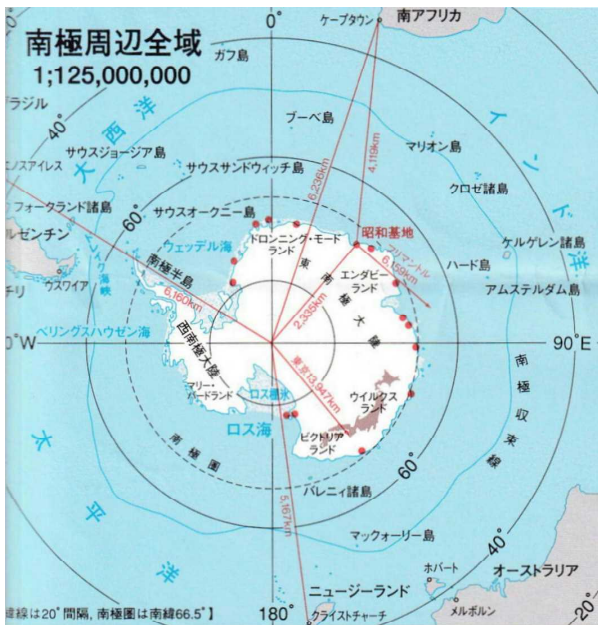 南極周辺全域
1;125,000,000
0°
ケープタウン
南アフリカ
ガフ島
ラジル
40°
大西洋
インド洋
ブーベ島
マリオン島
サウスジョージア島
サウスサンドウィッチ島
クロゼ諸島
エノスアイレス
6,236km
4,119km
フォークランド諸島
60°
サウスオークニー島
昭和基地
ルゼンチン
ウェッデル海
ドロンニング・モード
ランド
フリマントル
6,159km
ケルゲレン諸島
ハード島
南極半島
エンダビー
ランド
アムステルダム島
ウスワイア
チリ
6,160km
東南極大陸
2,335km
ベリングスハウゼン海
西南極大陸
0°W
90°E
マリー・
バードランド
ロス棚氷
東京13,947km
ウイルクス
ランド
南極収束線
ロス海
ビクトリア
ランド
南極圏
60°
太平洋
バレニィ諸島
5,167km
マックォーリー島
40°
ホバート
オーストラリア
ニュージーランド
緯線は20°間隔, 南極圏は南緯66.5°】
180°
クライストチャーチ
メルボルン
20°